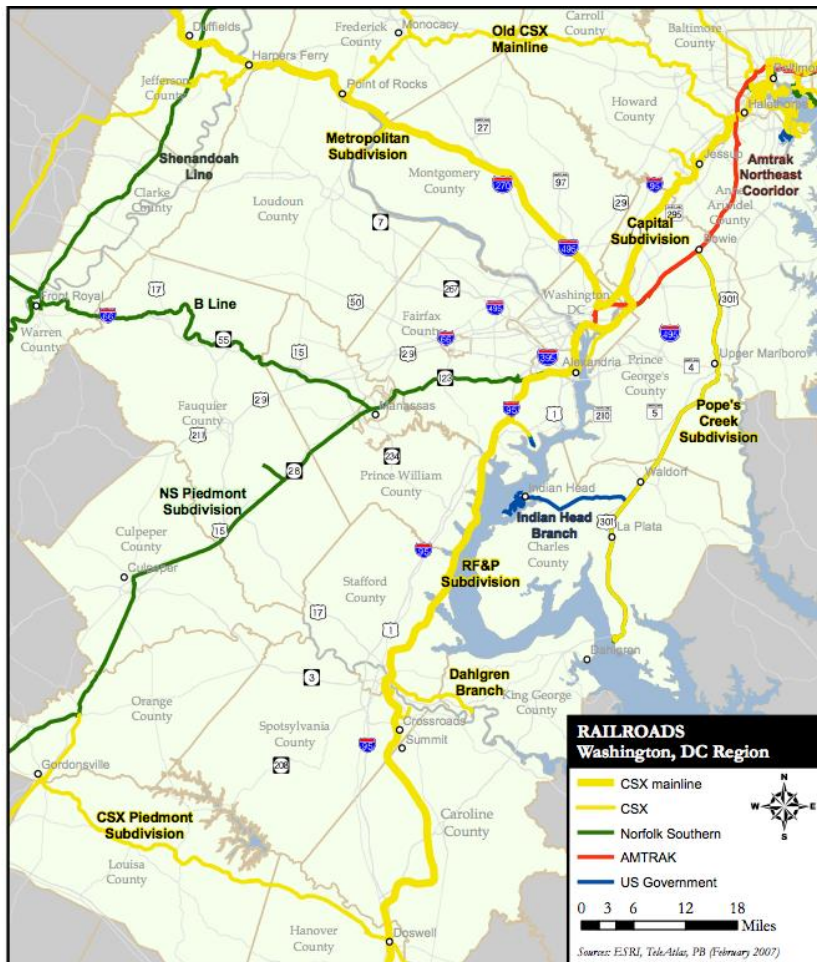 Duffields
Frederick
County
Monocacy
Old CSX
Mainline
Carroll
County
Baltimore
County
Harpers Ferry
Jefferson
County
Point of Rocks
Baltimore
Halethorpe
Howard
County
Metropolitan
Subdivision
27
Shenandoah
Line
Montgomery
County
270
97
Jessup
95
Amtrak
Northeast
Cooridor
Clarke
County
Loudoun
County
29
295
Anne
Arundel
County
7
Capital
Subdivision
495
Bowie
Front Royal
17
B Line
267
Washington
DC
301
66
50
495
Warren
County
Fairfax
County
66
495
55
15
29
395
Alexandria
Prince
George's
County
4
Upper Marlboro
123
Fauquier
County
29
Manassas
95
1
210
5
Pope's
Creek
Subdivision
211
234
28
Prince William
County
Waldorf
NS Piedmont
Subdivision
Indian Head
Indian Head
Branch
301
La Plata
15
Culpeper
County
95
Charles
County
Culpeper
Stafford
County
RF&P
Subdivision
17
1
Dahlgren
3
Dahlgren
Branch
King George
County
Orange
County
Spotsylvania
County
Crossroads
Summit
95
208
Gordonsville
CSX Piedmont
Subdivision
Caroline
County
Louisa
County
Hanover
County
Doswell
RAILROADS
Washington, DC Region
CSX mainline
CSX
Norfolk Southern
AMTRAK
US Government
N
W
E
S
0 3 6 12 18
Miles
Sources: ESRI, TeleAtlas, PB (February 2007)